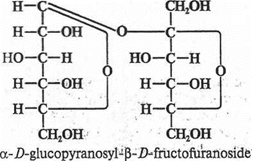 H—C CH₂OH
H—C—OH O C
HO—C—H O HO—C—H
H—C—OH H—C—OH O
H—C H—C
CH₂OH CH₂OH
α-D-glucopyranosyl-β-D-fructofuranoside